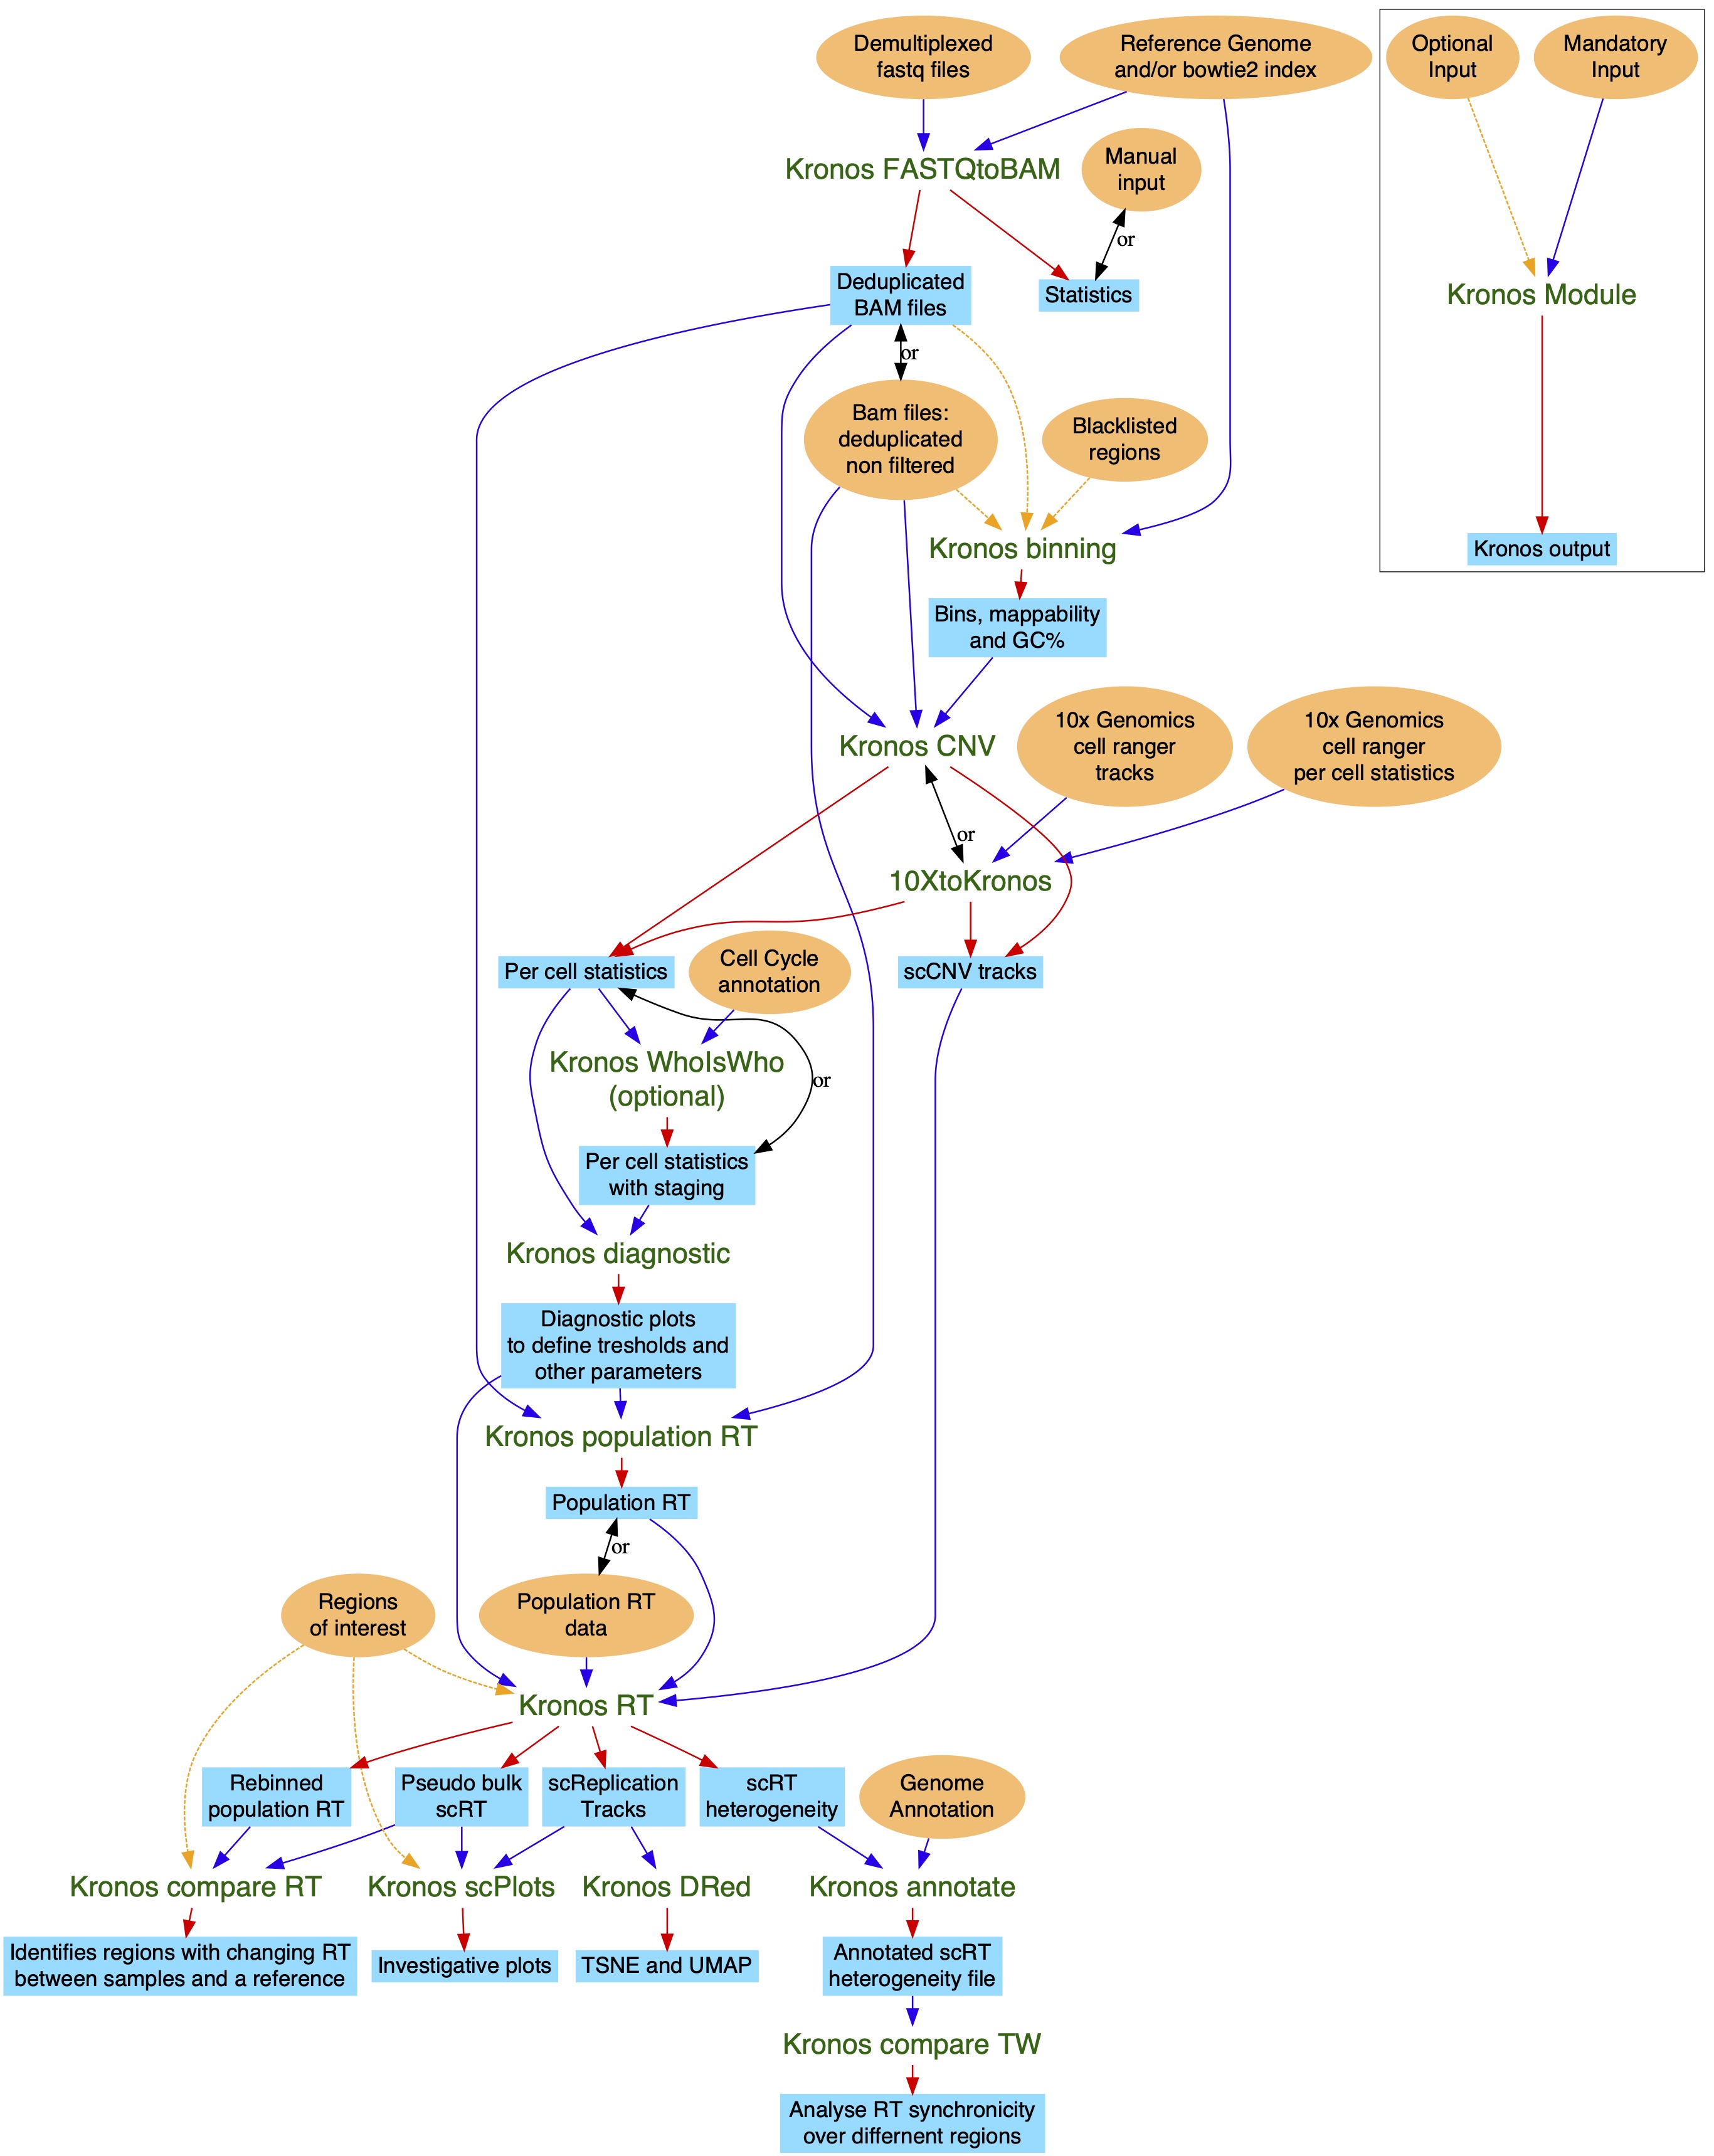 Demultiplexed
fastq files
Reference Genome
and/or bowtie2 index
Optional
Input
Mandatory
Input
Kronos FASTQtoBAM
Manual
input
or
Deduplicated
BAM files
Statistics
Kronos Module
or
Bam files:
deduplicated
non filtered
Blacklisted
regions
Kronos binning
Kronos output
Bins, mappability
and GC%
Kronos CNV
10x Genomics
cell ranger
tracks
10x Genomics
cell ranger
per cell statistics
or
10XtoKronos
Per cell statistics
Cell Cycle
annotation
scCNV tracks
Kronos WhoIsWho
(optional)
or
Per cell statistics
with staging
Kronos diagnostic
Diagnostic plots
to define tresholds and
other parameters
Kronos population RT
Population RT
or
Regions
of interest
Population RT
data
Kronos RT
Rebinned
population RT
Pseudo bulk
scRT
scReplication
Tracks
scRT
heterogeneity
Genome
Annotation
Kronos compare RT
Kronos scPlots
Kronos DRed
Kronos annotate
Identifies regions with changing RT
between samples and a reference
Investigative plots
TSNE and UMAP
Annotated scRT
heterogeneity file
Kronos compare TW
Analyse RT synchronicity
over differnent regions